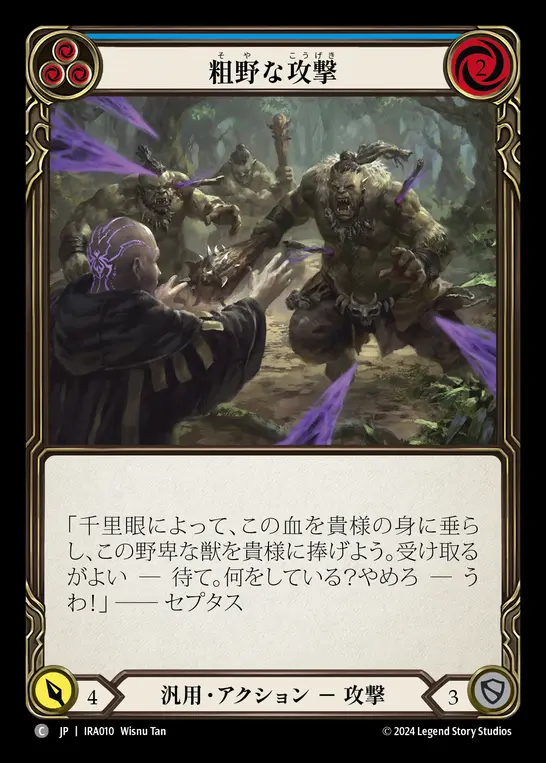 そや こうげき
粗野な攻撃
2
「千里眼によって、この血を貴様の身に垂ら
し、この野卑な獣を貴様に捧げよう。受け取る
がよい ― 待て。何をしている？やめろ ― う
わ！」―― セプタス
4 汎用・アクション － 攻撃 3
C JP | IRA010 Wisnu Tan © 2024 Legend Story Studios